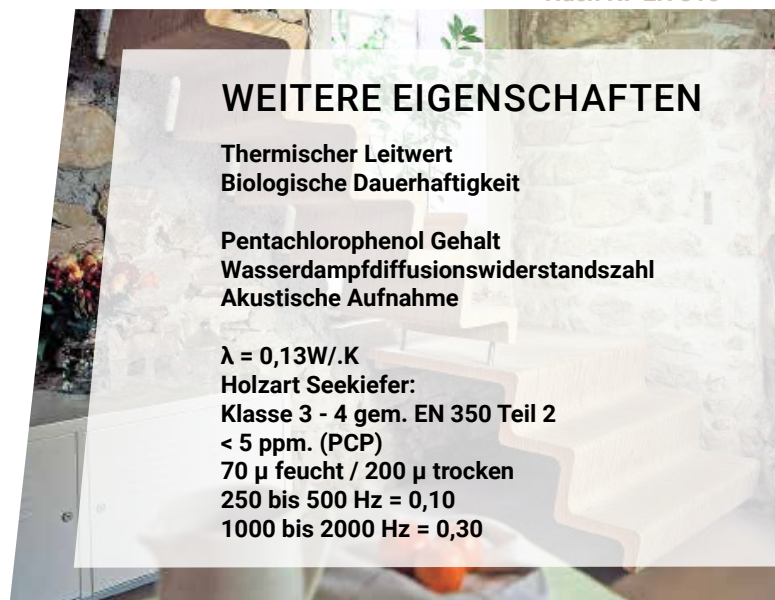 WEITERE EIGENSCHAFTEN
Thermischer Leitwert
Biologische Dauerhaftigkeit
Pentachlorophenol Gehalt
Wasserdampfdiffusionswiderstandszahl
Akustische Aufnahme
λ = 0,13W/.K
Holzart Seekiefer:
Klasse 3 - 4 gem. EN 350 Teil 2
< 5 ppm. (PCP)
70 μ feucht / 200 μ trocken
250 bis 500 Hz = 0,10
1000 bis 2000 Hz = 0,30